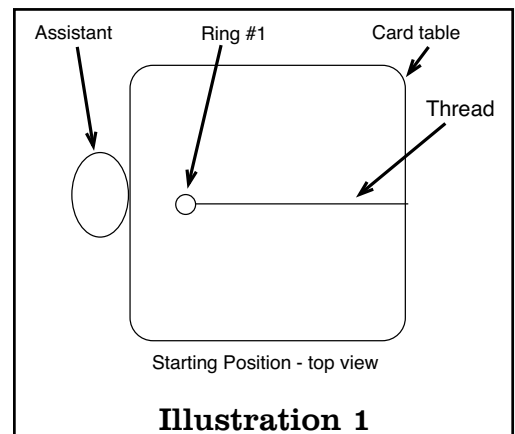 Assistant
Ring #1
Card table
Thread
Starting Position - top view
Illustration 1